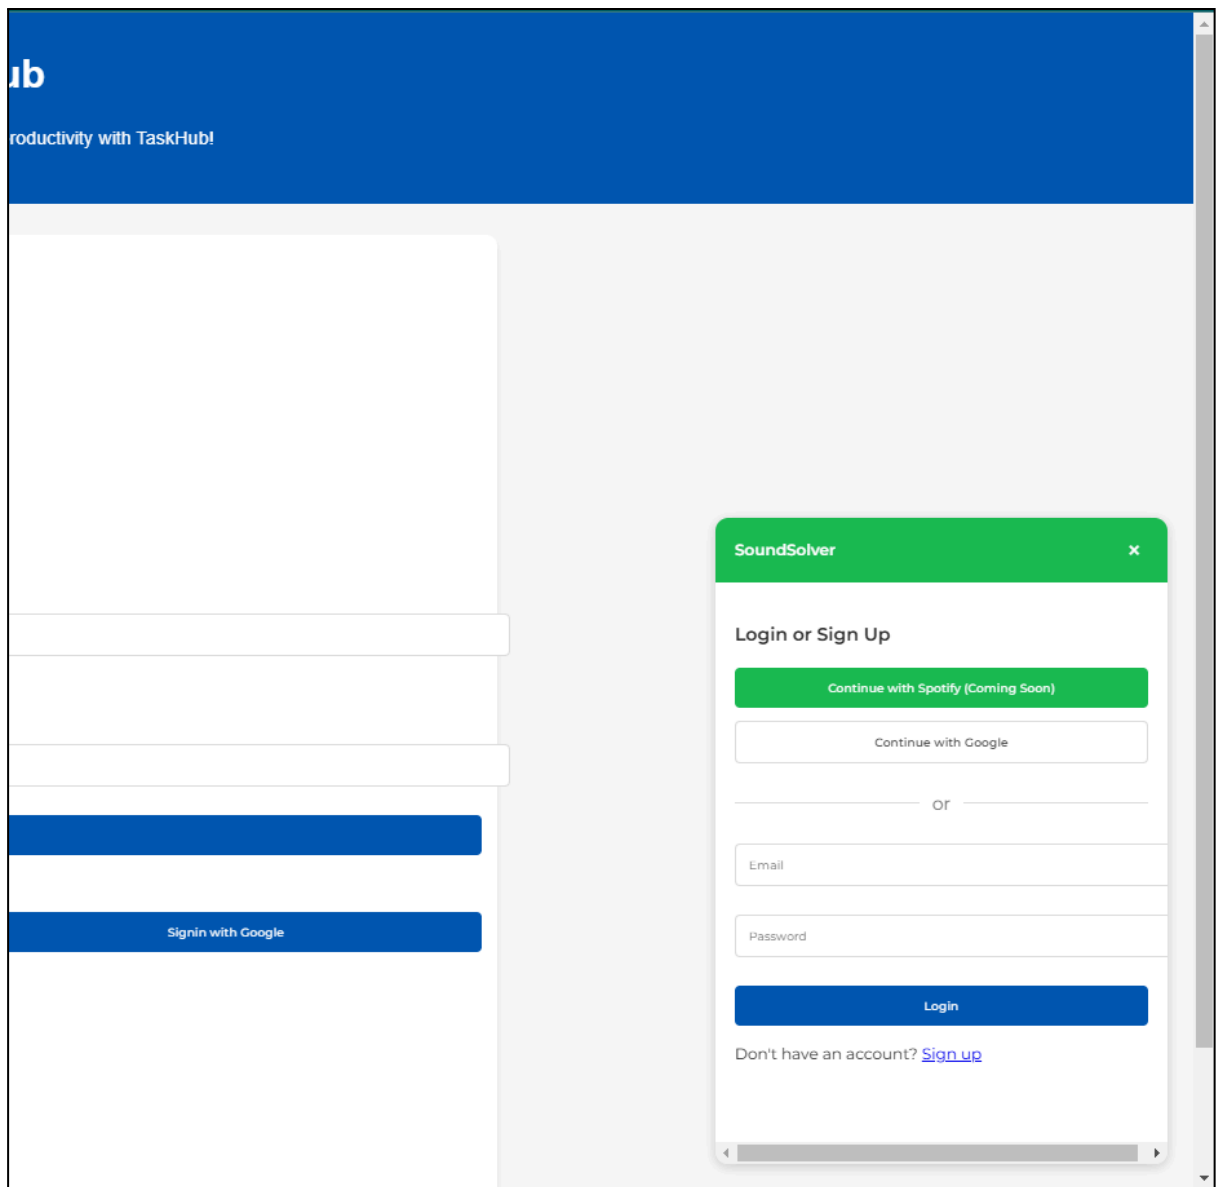 ub
roductivity with TaskHub!
Signin with Google
SoundSolver ×
Login or Sign Up
Continue with Spotify (Coming Soon)
Continue with Google
or
Email
Password
Login
Don't have an account? Sign up